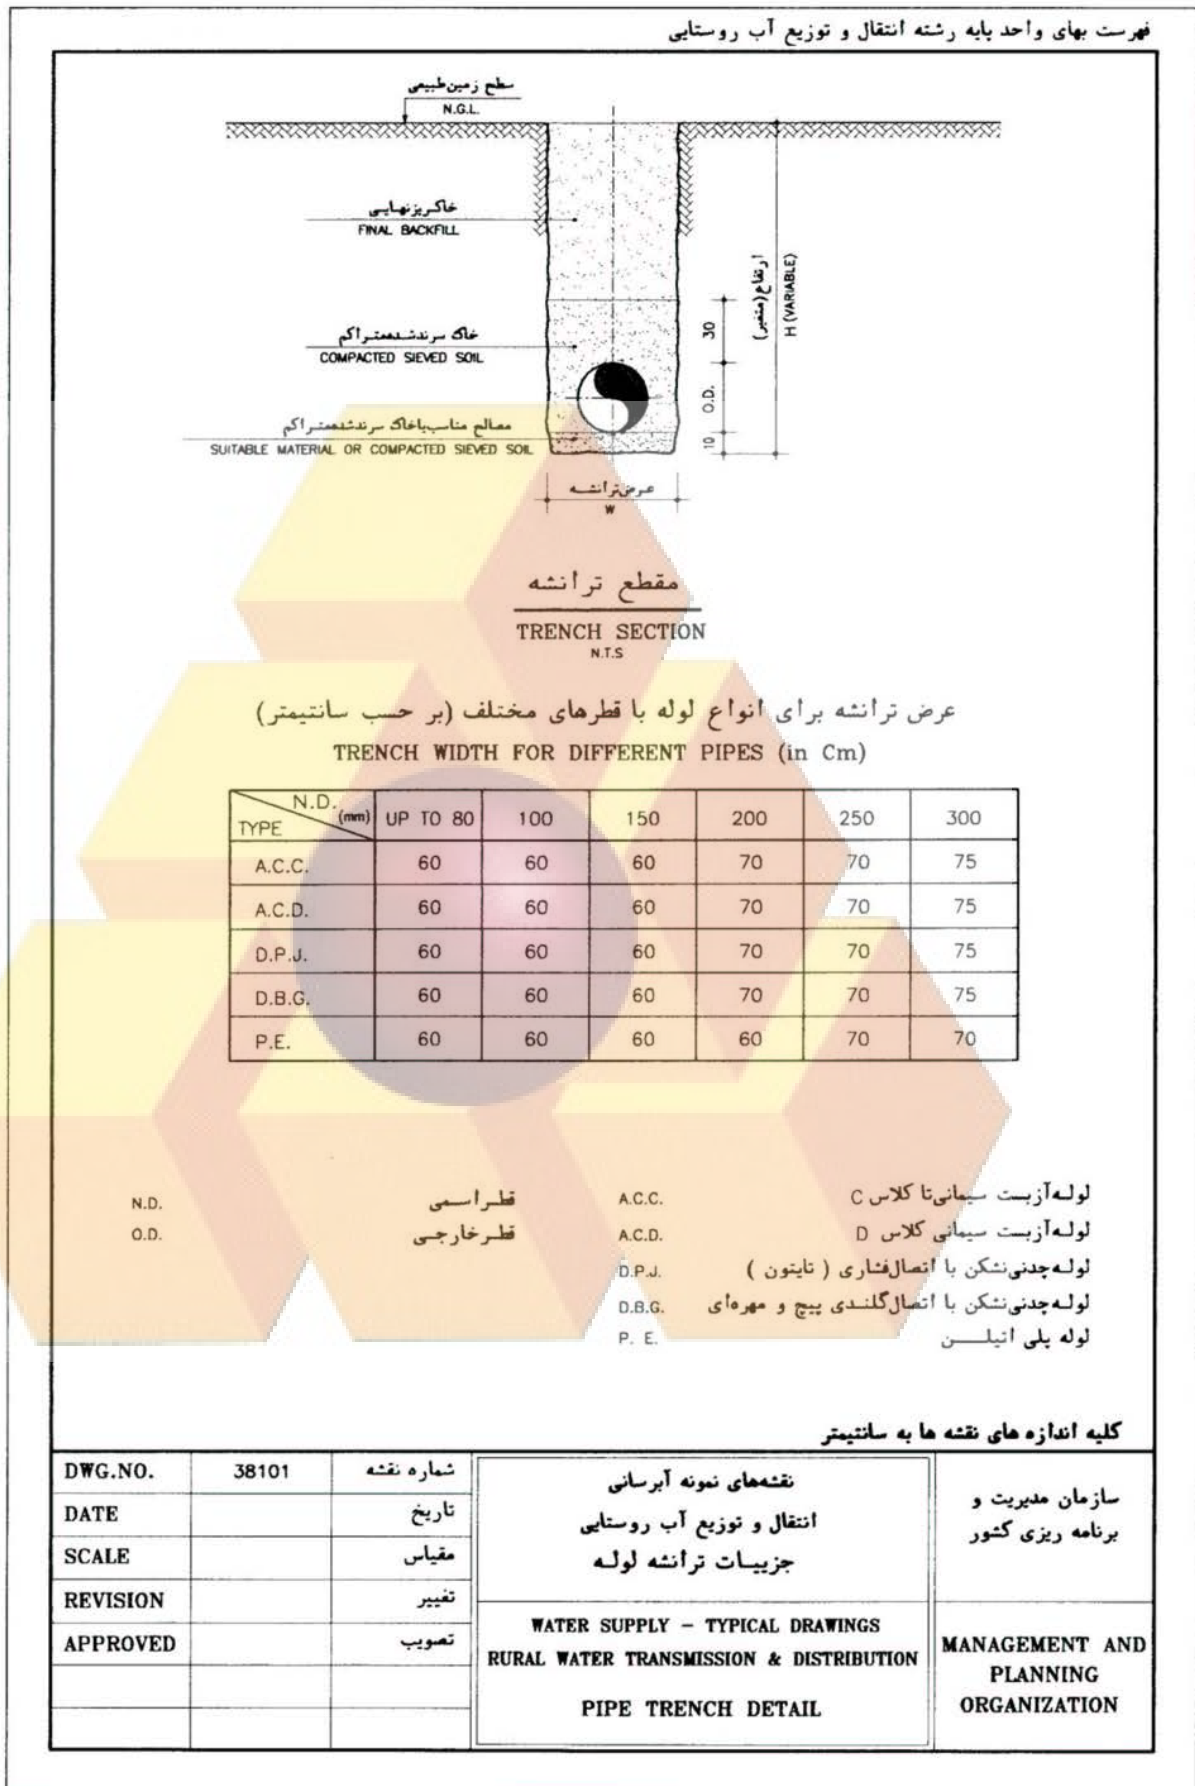 فهرست بهای واحد پایه رشته انتقال و توزیع آب روستایی
سطح زمین طبیعی
N.G.L.
خاکریز نهایی
FINAL BACKFILL
خاک سرند شده متراکم
COMPACTED SIEVED SOIL
مصالح مناسب یا خاک سرند شده متراکم
SUITABLE MATERIAL OR COMPACTED SIEVED SOIL
30
O.D.
10
ارتفاع (متغیر)
H (VARIABLE)
عرض ترانشه
W
مقطع ترانشه
TRENCH SECTION
N.T.S
عرض ترانشه برای انواع لوله با قطرهای مختلف (بر حسب سانتیمتر)
TRENCH WIDTH FOR DIFFERENT PIPES (in Cm)
TYPE N.D. (mm) UP TO 80 100 150 200 250 300
A.C.C. 60 60 60 70 70 75
A.C.D. 60 60 60 70 70 75
D.P.J. 60 60 60 70 70 75
D.B.G. 60 60 60 70 70 75
P.E. 60 60 60 60 70 70
لوله آزبست سیمانی تا کلاس C A.C.C.
لوله آزبست سیمانی کلاس D A.C.D.
لوله چدنی نشکن با اتصال فشاری ( تایتون ) D.P.J.
لوله چدنی نشکن با اتصال گلندی پیچ و مهره‌ای D.B.G.
لوله پلی اتیلن P. E.
قطر اسمی N.D.
قطر خارجی O.D.
کلیه اندازه های نقشه ها به سانتیمتر
DWG.NO. 38101 شماره نقشه
DATE تاریخ
SCALE مقیاس
REVISION تغییر
APPROVED تصویب
نقشه‌های نمونه آبرسانی
انتقال و توزیع آب روستایی
جزییات ترانشه لوله
WATER SUPPLY – TYPICAL DRAWINGS
RURAL WATER TRANSMISSION & DISTRIBUTION
PIPE TRENCH DETAIL
سازمان مدیریت و
برنامه ریزی کشور
MANAGEMENT AND
PLANNING
ORGANIZATION